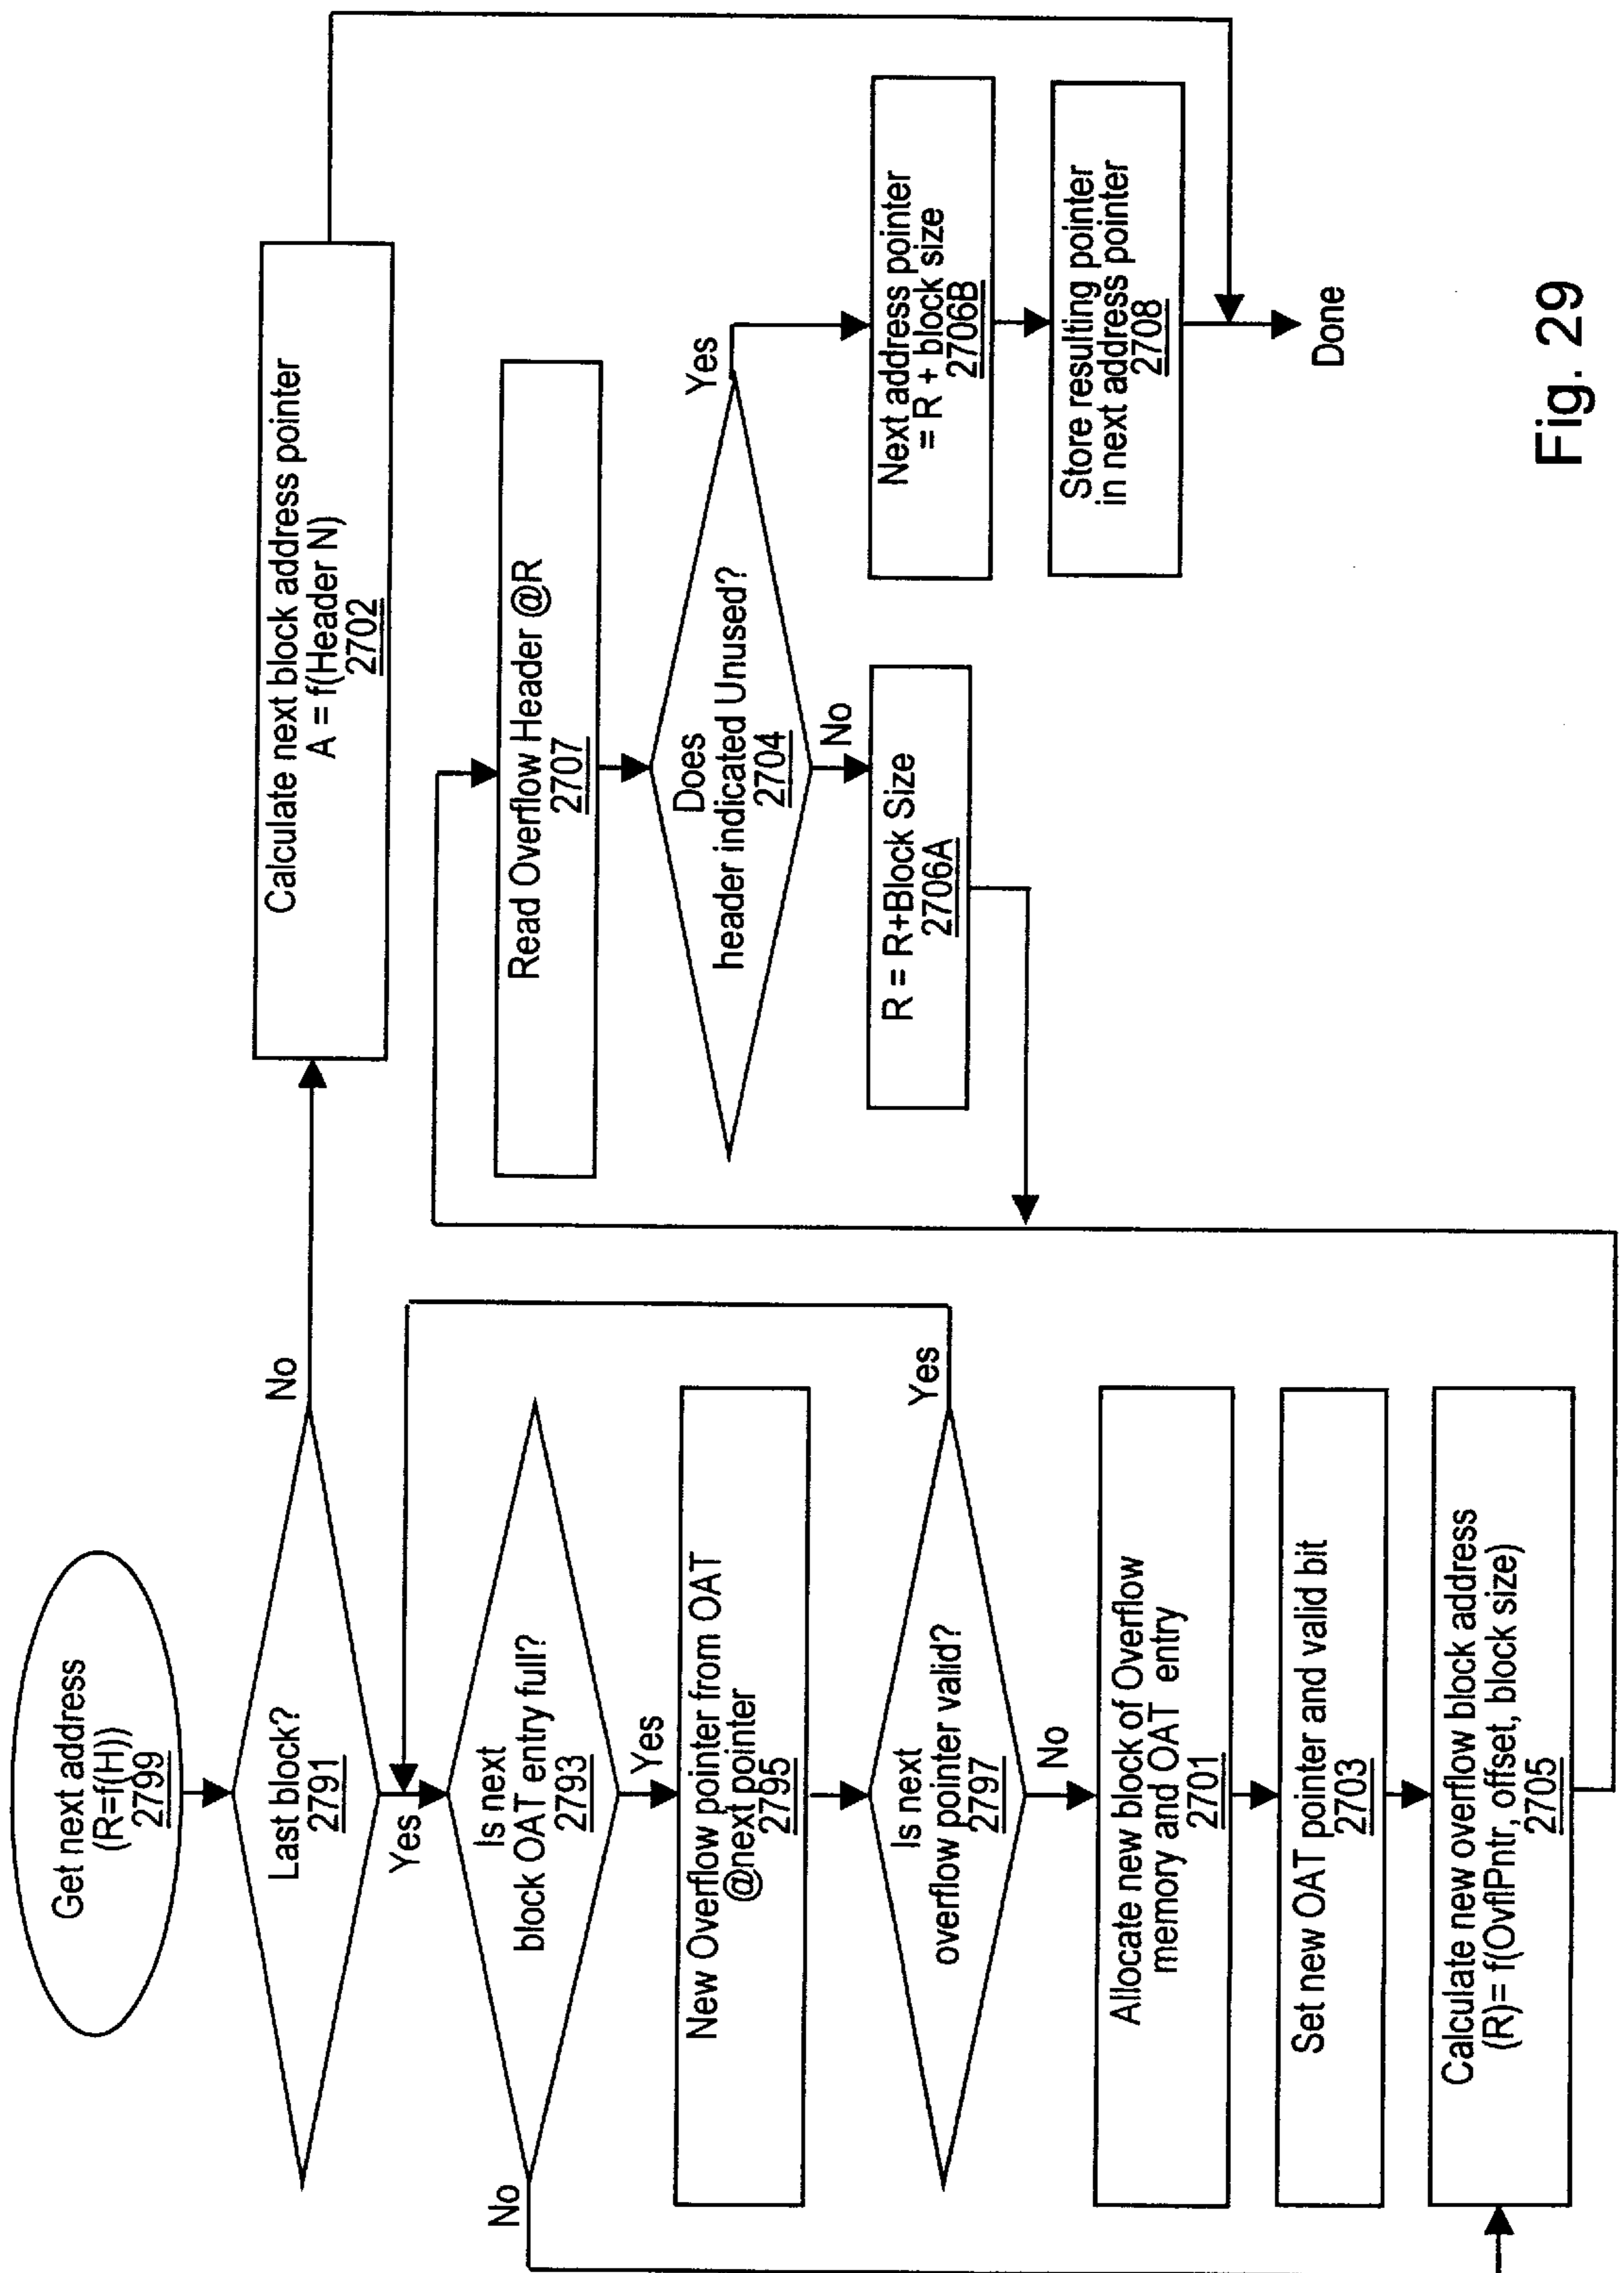 Get next address
(R=f(H))
2799
Last block?
2791
No
Yes
Is next
block OAT entry full?
2793
No
Yes
New Overflow pointer from OAT
@next pointer
2795
Is next
overflow pointer valid?
2797
Yes
No
Allocate new block of Overflow
memory and OAT entry
2701
Set new OAT pointer and valid bit
2703
Calculate new overflow block address
(R)= f(OvflPntr, offset, block size)
2705
Calculate next block address pointer
A = f(Header N)
2702
Read Overflow Header @R
2707
Does
header indicated Unused?
2704
Yes
No
R = R+Block Size
2706A
Next address pointer
= R + block size
2706B
Store resulting pointer
in next address pointer
2708
Done
Fig. 29